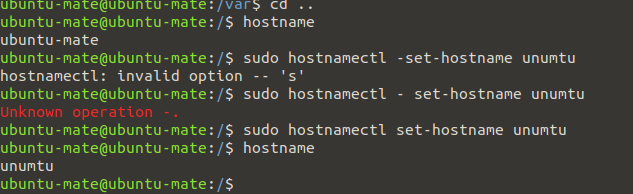 ubuntu-mate@ubuntu-mate:/var$ cd ..
ubuntu-mate@ubuntu-mate:/$ hostname
ubuntu-mate
ubuntu-mate@ubuntu-mate:/$ sudo hostnamectl -set-hostname unumtu
hostnamectl: invalid option -- 's'
ubuntu-mate@ubuntu-mate:/$ sudo hostnamectl - set-hostname unumtu
Unknown operation -.
ubuntu-mate@ubuntu-mate:/$ sudo hostnamectl set-hostname unumtu
ubuntu-mate@ubuntu-mate:/$ hostname
unumtu
ubuntu-mate@ubuntu-mate:/$